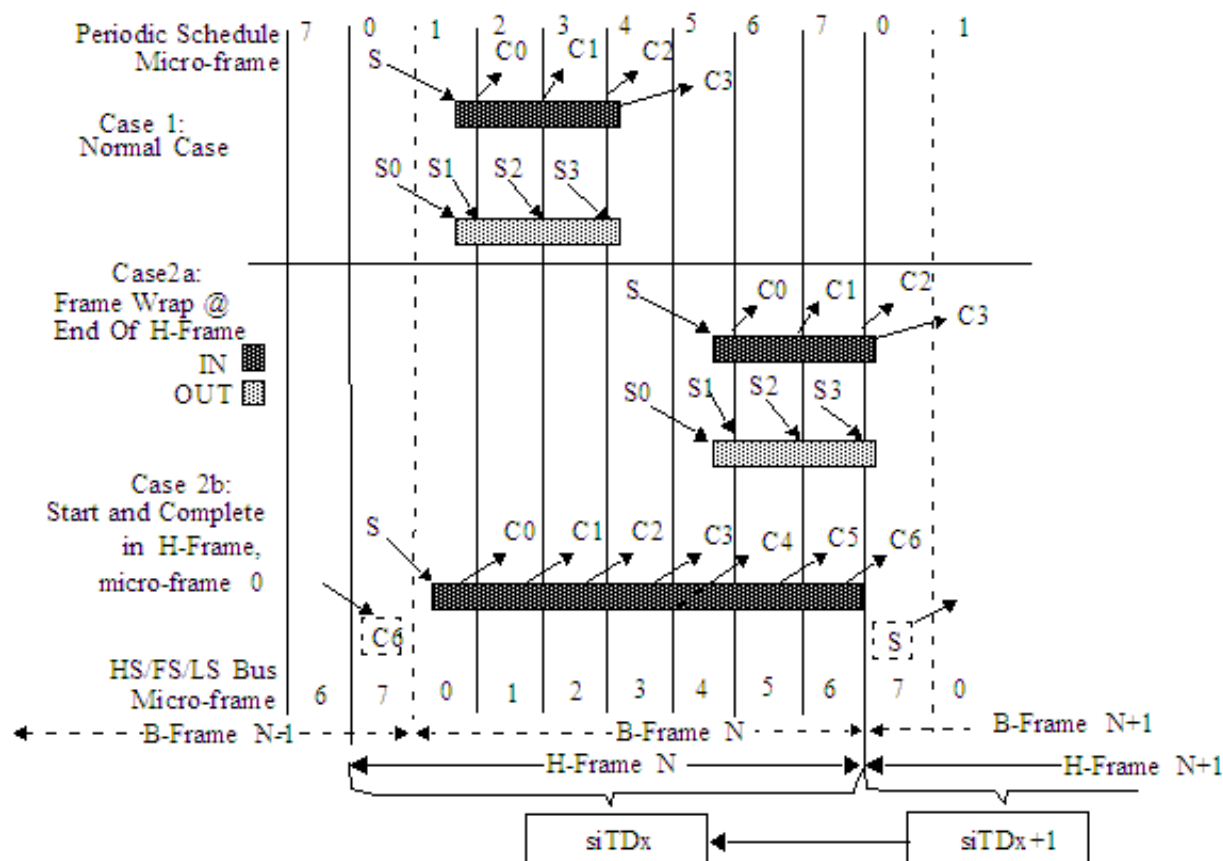 Periodic Schedule
Micro-frame
7 0 1 2 3 4 5 6 7 0 1
S C0 C1 C2 C3
Case 1:
Normal Case
S0 S1 S2 S3
Case2a:
Frame Wrap @
End Of H-Frame
S C0 C1 C2 C3
IN
OUT
S0 S1 S2 S3
Case 2b:
Start and Complete
in H-Frame,
micro-frame 0
S C0 C1 C2 C3 C4 C5 C6
C6 S
HS/FS/LS Bus
Micro-frame
6 7 0 1 2 3 4 5 6 7 0
B-Frame N-1 B-Frame N B-Frame N+1
H-Frame N H-Frame N+1
siTDx siTDx+1